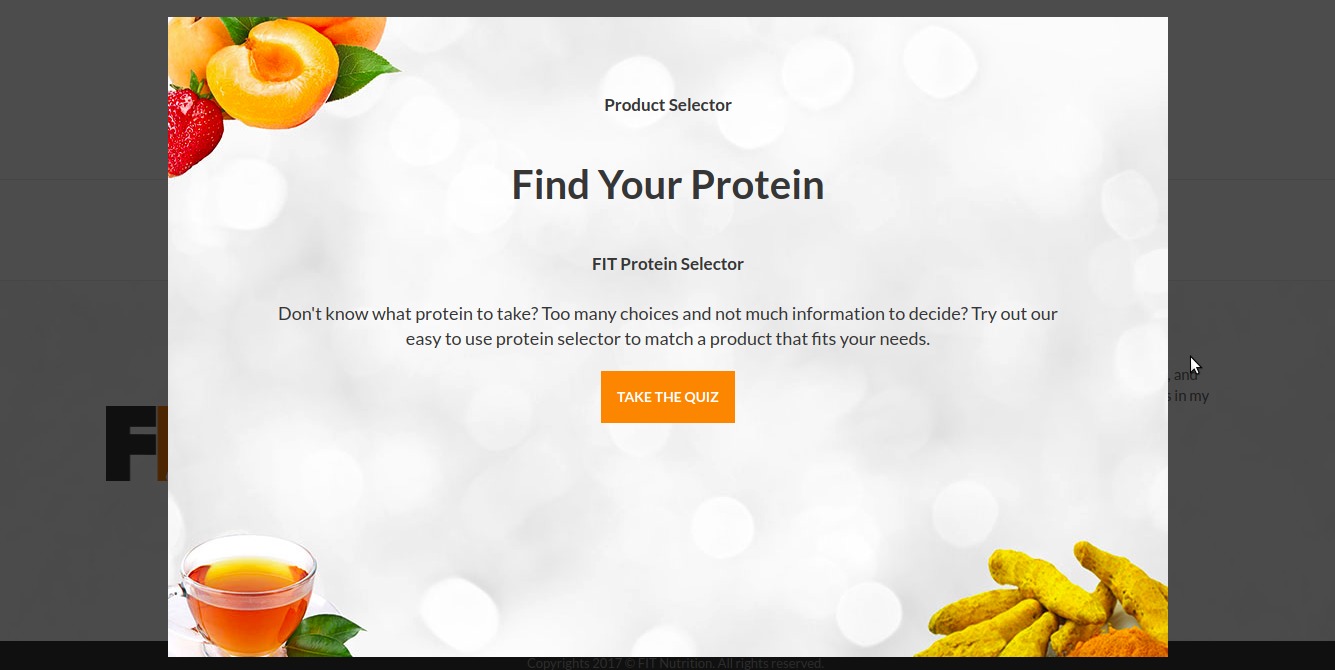 Product Selector
Find Your Protein
FIT Protein Selector
Don't know what protein to take? Too many choices and not much information to decide? Try out our
easy to use protein selector to match a product that fits your needs.
, and
s in my
TAKE THE QUIZ
F
Copyrights 2017 © FIT Nutrition. All rights reserved.